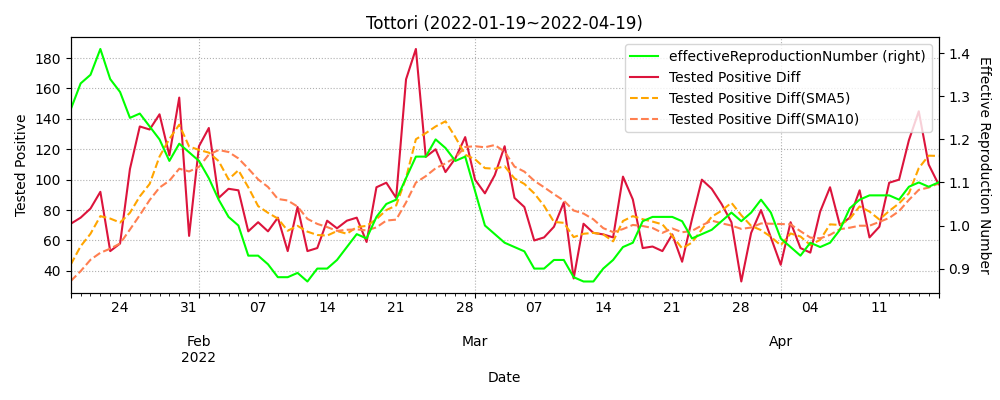 Tottori (2022-01-19~2022-04-19)
effectiveReproductionNumber (right)
Tested Positive Diff
Tested Positive Diff(SMA5)
Tested Positive Diff(SMA10)
Tested Positive
180
160
140
120
100
80
60
40
1.4
1.3
1.2
1.1
1.0
0.9
Effective Reproduction Number
24 31 07 14 21 28 07 14 21 28 04 11
Feb Mar Apr
2022
Date